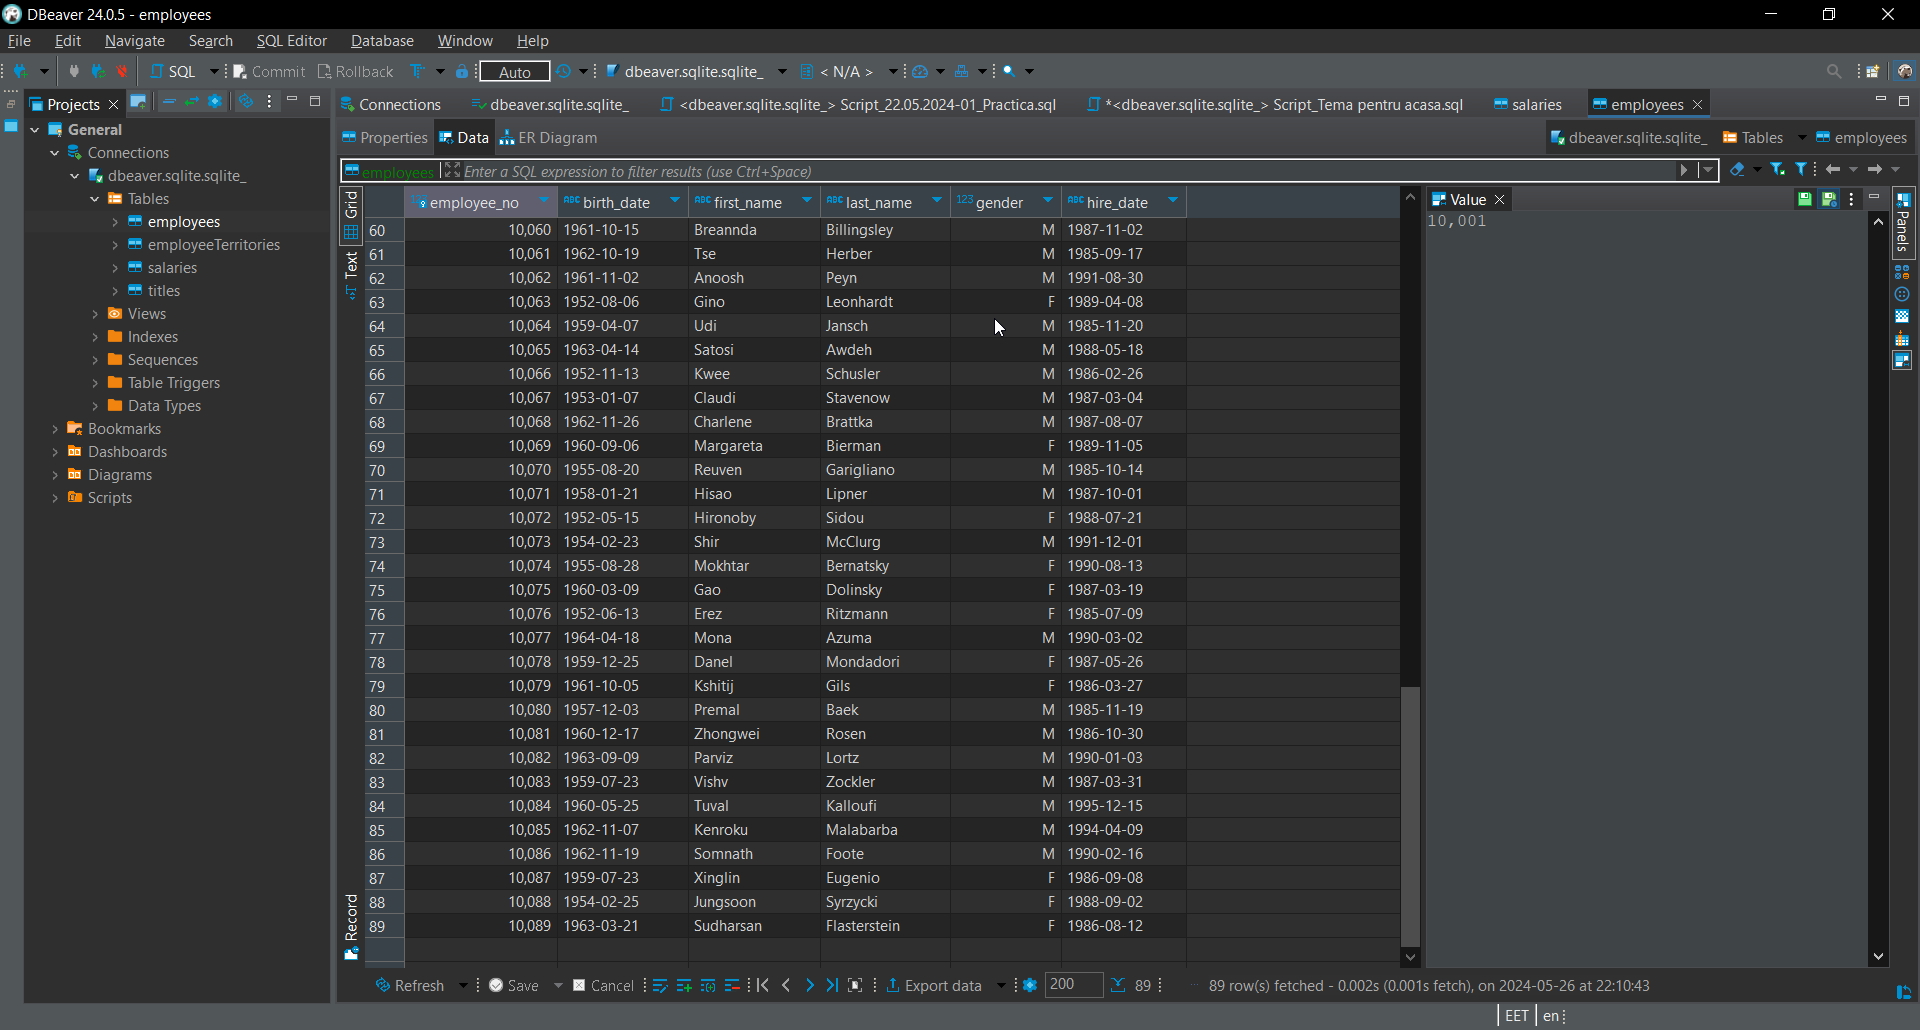 DBeaver 24.0.5 - employees
File Edit Navigate Search SQL Editor Database Window Help
SQL Commit Rollback Auto dbeaver.sqlite.sqlite_ < N/A >
Projects
Connections dbeaver.sqlite.sqlite_ <dbeaver.sqlite.sqlite_> Script_22.05.2024-01_Practica.sql *<dbeaver.sqlite.sqlite_> Script_Tema pentru acasa.sql salaries employees
General
Connections
dbeaver.sqlite.sqlite_
Tables
employees
employeeTerritories
salaries
titles
Views
Indexes
Sequences
Table Triggers
Data Types
Bookmarks
Dashboards
Diagrams
Scripts
Properties Data ER Diagram dbeaver.sqlite.sqlite_ Tables employees
employees Enter a SQL expression to filter results (use Ctrl+Space)
Grid
Text
Record
123 employee_no ABC birth_date ABC first_name ABC last_name 123 gender ABC hire_date
60 10,060 1961-10-15 Breannda Billingsley M 1987-11-02
61 10,061 1962-10-19 Tse Herber M 1985-09-17
62 10,062 1961-11-02 Anoosh Peyn M 1991-08-30
63 10,063 1952-08-06 Gino Leonhardt F 1989-04-08
64 10,064 1959-04-07 Udi Jansch M 1985-11-20
65 10,065 1963-04-14 Satosi Awdeh M 1988-05-18
66 10,066 1952-11-13 Kwee Schusler M 1986-02-26
67 10,067 1953-01-07 Claudi Stavenow M 1987-03-04
68 10,068 1962-11-26 Charlene Brattka M 1987-08-07
69 10,069 1960-09-06 Margareta Bierman F 1989-11-05
70 10,070 1955-08-20 Reuven Garigliano M 1985-10-14
71 10,071 1958-01-21 Hisao Lipner M 1987-10-01
72 10,072 1952-05-15 Hironoby Sidou F 1988-07-21
73 10,073 1954-02-23 Shir McClurg M 1991-12-01
74 10,074 1955-08-28 Mokhtar Bernatsky F 1990-08-13
75 10,075 1960-03-09 Gao Dolinsky F 1987-03-19
76 10,076 1952-06-13 Erez Ritzmann F 1985-07-09
77 10,077 1964-04-18 Mona Azuma M 1990-03-02
78 10,078 1959-12-25 Danel Mondadori F 1987-05-26
79 10,079 1961-10-05 Kshitij Gils F 1986-03-27
80 10,080 1957-12-03 Premal Baek M 1985-11-19
81 10,081 1960-12-17 Zhongwei Rosen M 1986-10-30
82 10,082 1963-09-09 Parviz Lortz M 1990-01-03
83 10,083 1959-07-23 Vishv Zockler M 1987-03-31
84 10,084 1960-05-25 Tuval Kalloufi M 1995-12-15
85 10,085 1962-11-07 Kenroku Malabarba M 1994-04-09
86 10,086 1962-11-19 Somnath Foote M 1990-02-16
87 10,087 1959-07-23 Xinglin Eugenio F 1986-09-08
88 10,088 1954-02-25 Jungsoon Syrzycki F 1988-09-02
89 10,089 1963-03-21 Sudharsan Flasterstein F 1986-08-12
Value
10,001
Panels
Refresh Save Cancel Export data 200 89 89 row(s) fetched - 0.002s (0.001s fetch), on 2024-05-26 at 22:10:43
EET en